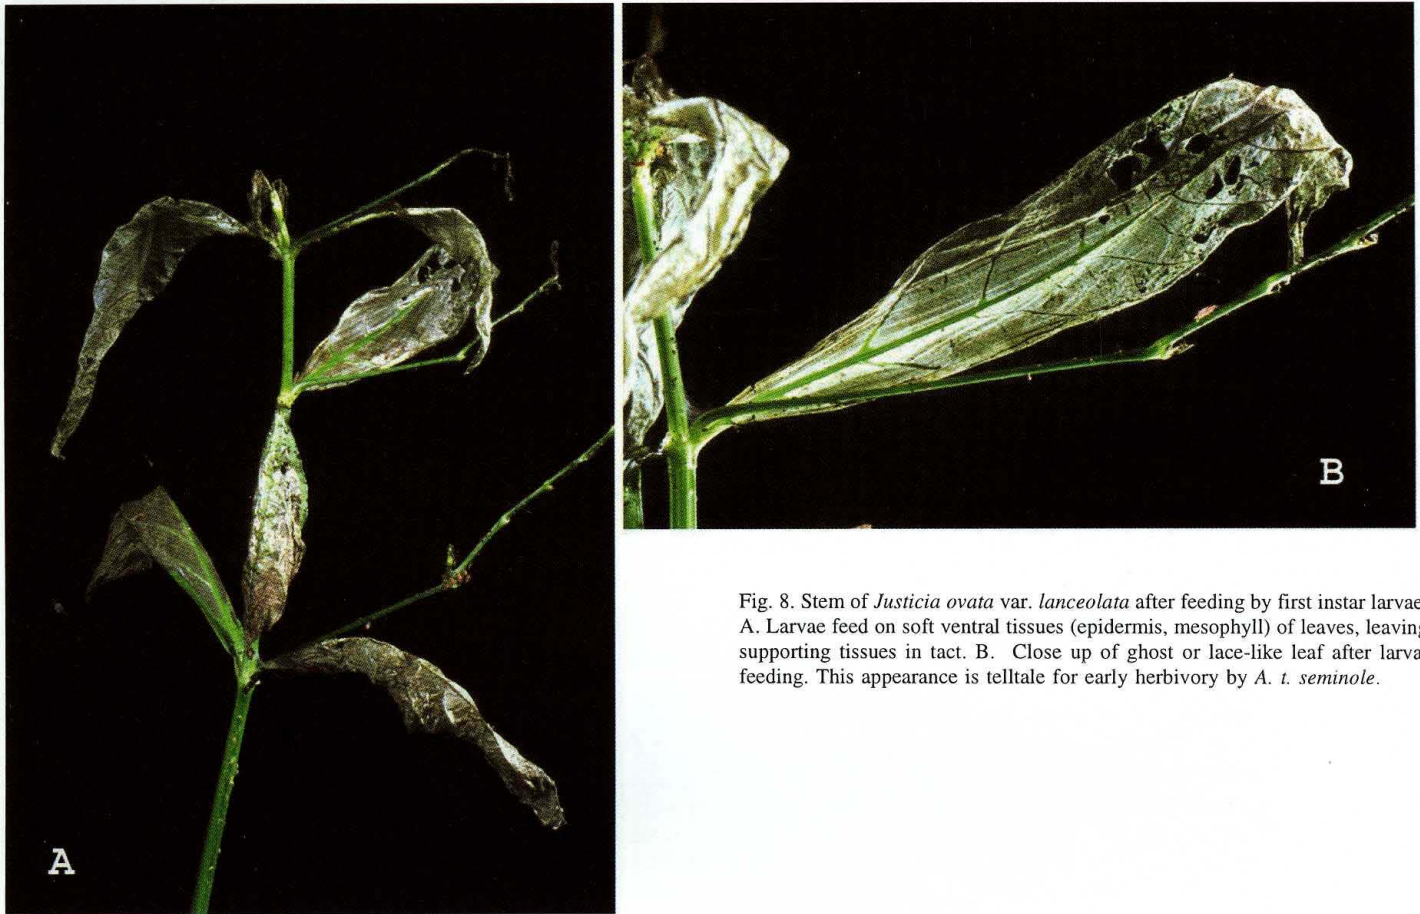 A
B
Fig. 8. Stem of Justicia ovata var. lanceolata after feeding by first instar larvae
A. Larvae feed on soft ventral tissues (epidermis, mesophyll) of leaves, leaving
supporting tissues in tact. B. Close up of ghost or lace-like leaf after larva
feeding. This appearance is telltale for early herbivory by A. t. seminole.